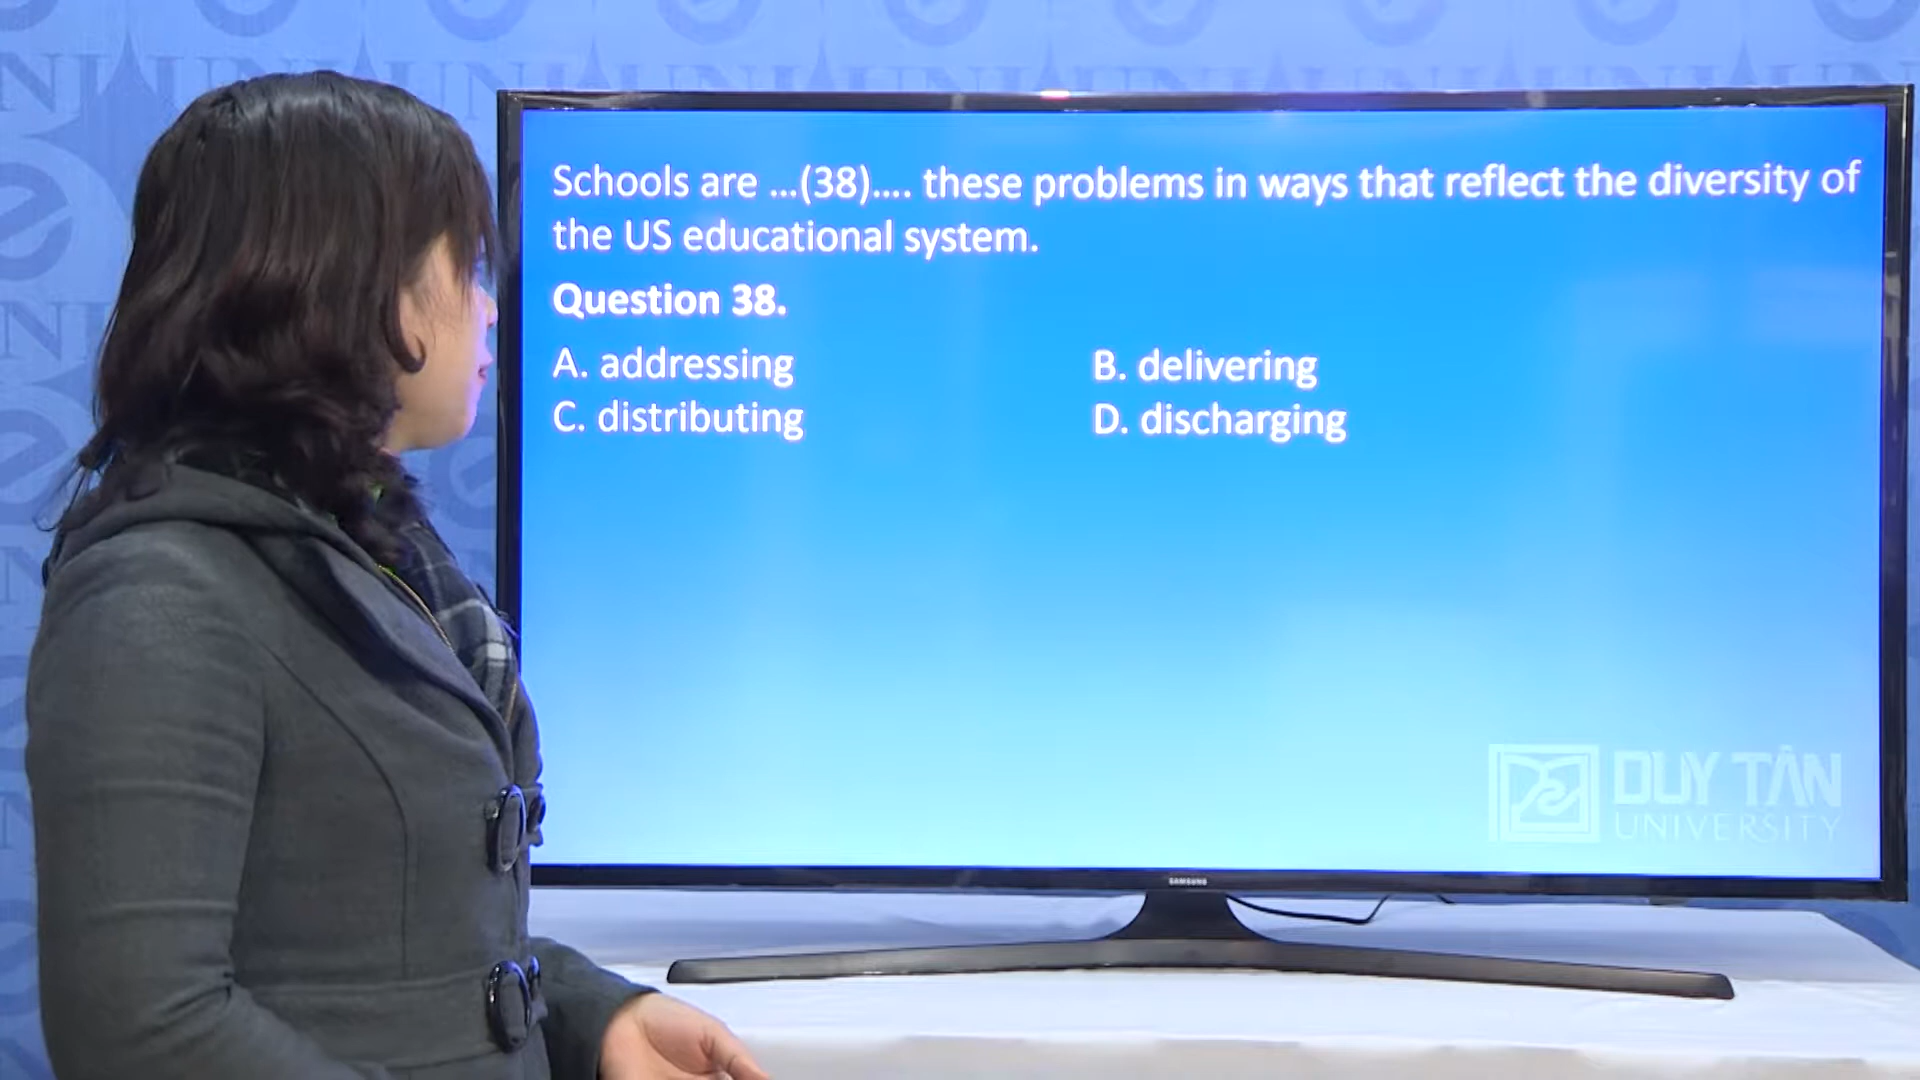 Schools are ...(38).... these problems in ways that reflect the diversity of
the US educational system.
Question 38.
A. addressing
B. delivering
C. distributing
D. discharging
DUY TÂN
UNIVERSITY
SAMSUNG